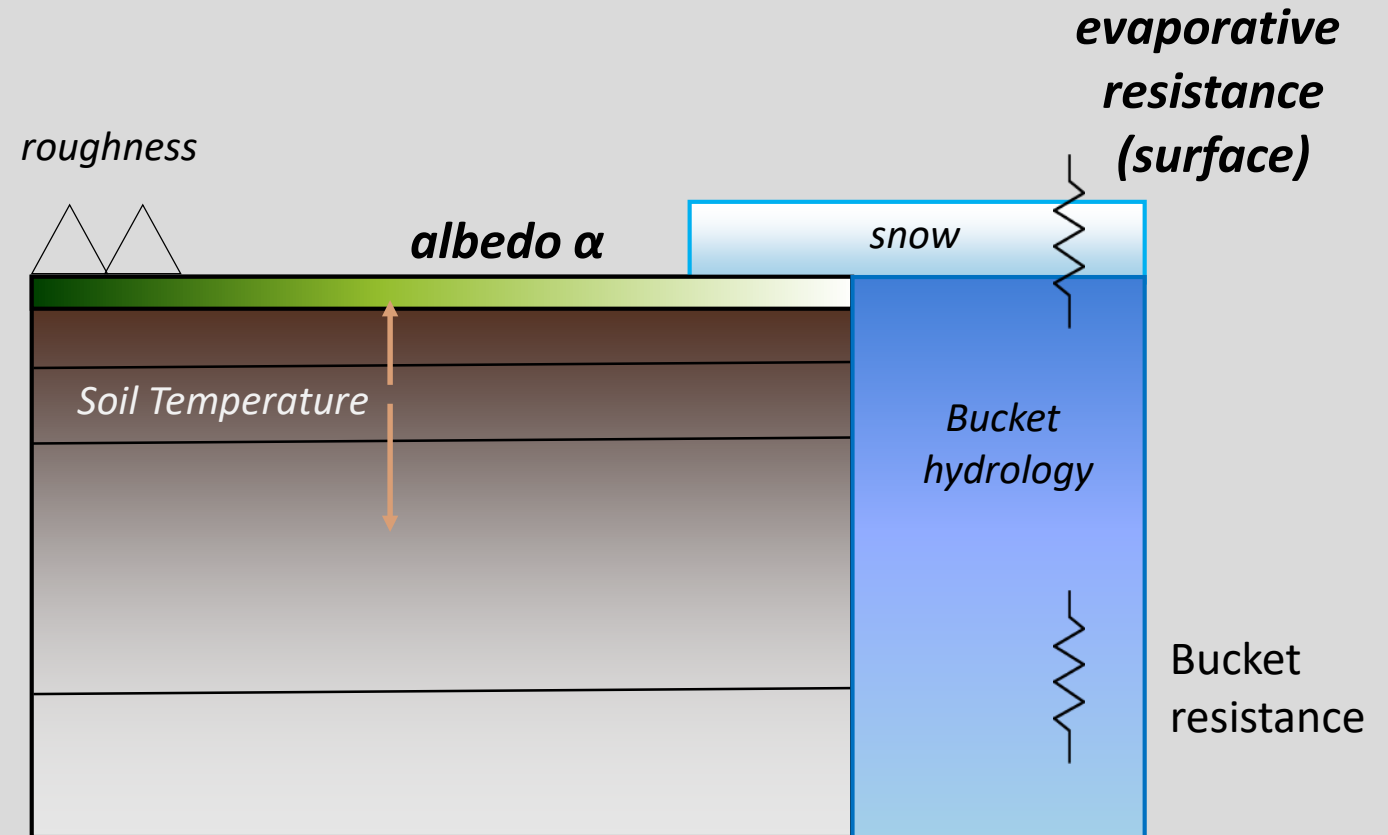 evaporative
resistance
(surface)
roughness
albedo α
snow
Soil Temperature
Bucket
hydrology
Bucket
resistance